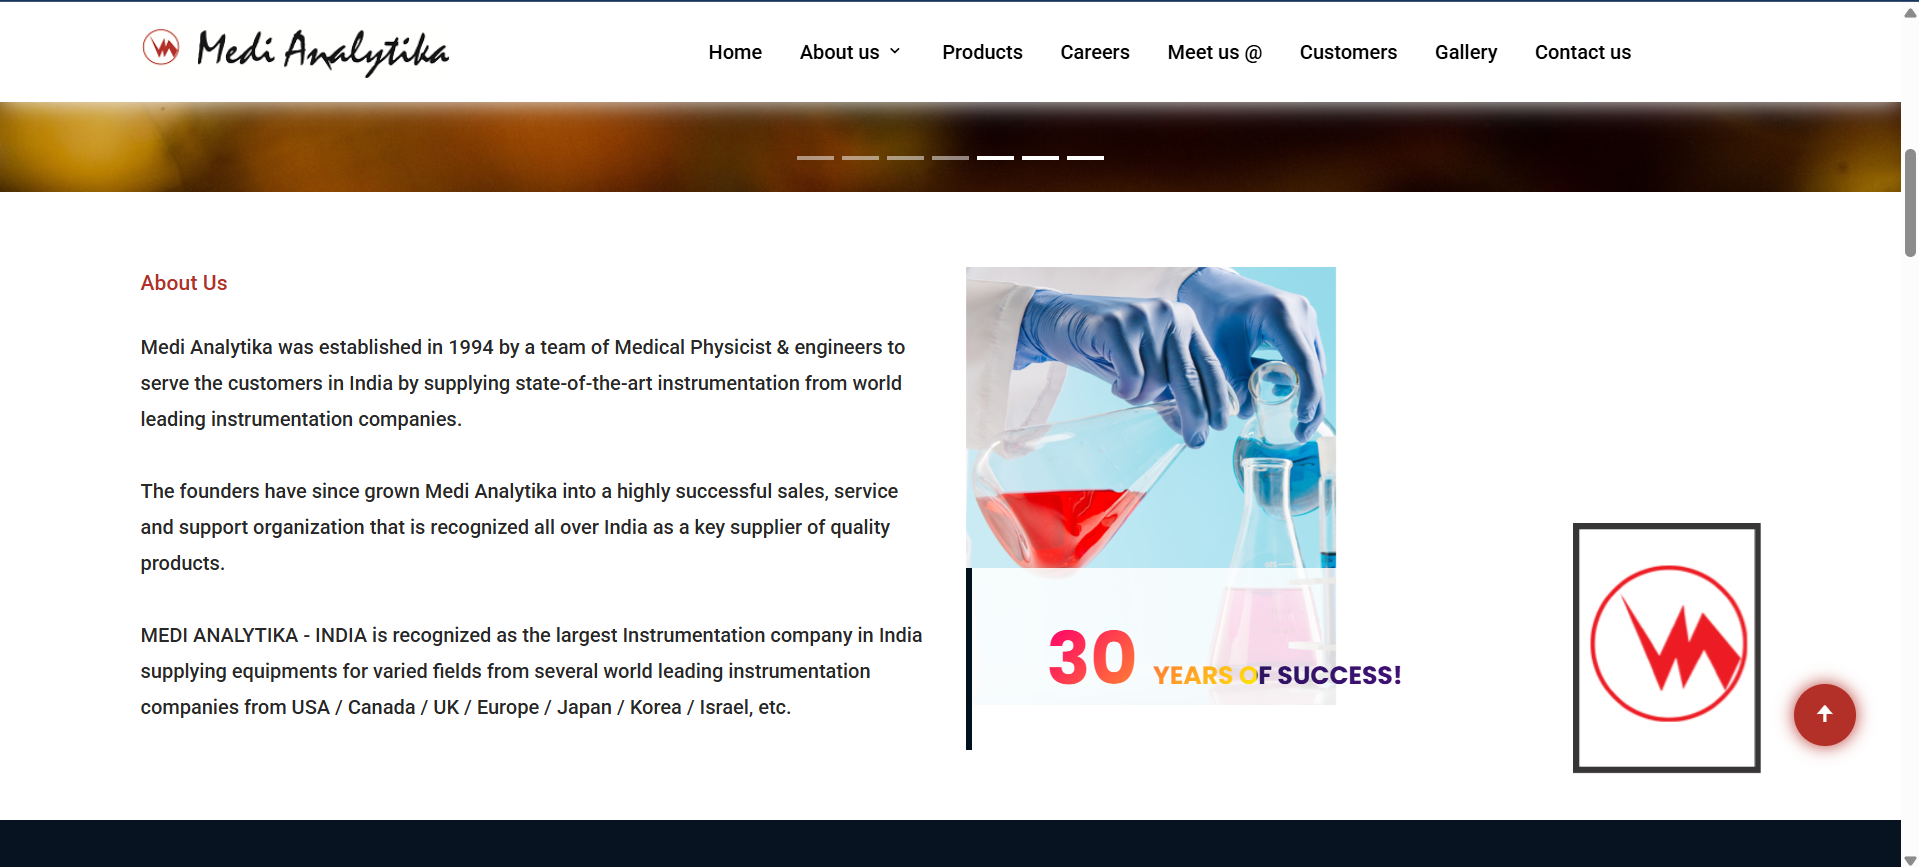 Medi Analytika
Home About us Products Careers Meet us @ Customers Gallery Contact us
About Us
Medi Analytika was established in 1994 by a team of Medical Physicist & engineers to
serve the customers in India by supplying state-of-the-art instrumentation from world
leading instrumentation companies.
The founders have since grown Medi Analytika into a highly successful sales, service
and support organization that is recognized all over India as a key supplier of quality
products.
MEDI ANALYTIKA - INDIA is recognized as the largest Instrumentation company in India
supplying equipments for varied fields from several world leading instrumentation
companies from USA / Canada / UK / Europe / Japan / Korea / Israel, etc.
30 YEARS OF SUCCESS!